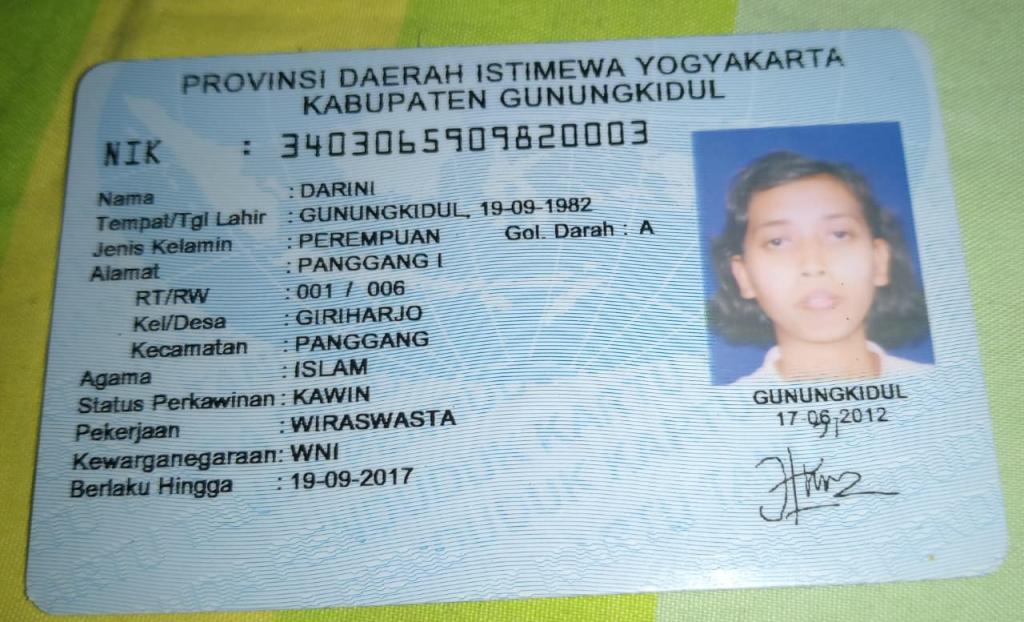 PROVINSI DAERAH ISTIMEWA YOGYAKARTA
KABUPATEN GUNUNGKIDUL
NIK : 3403065909820003
Nama : DARINI
Tempat/Tgl Lahir : GUNUNGKIDUL, 19-09-1982
Jenis Kelamin : PEREMPUAN Gol. Darah : A
Alamat : PANGGANG I
RT/RW : 001 / 006
Kel/Desa : GIRIHARJO
Kecamatan : PANGGANG
Agama : ISLAM
Status Perkawinan : KAWIN
Pekerjaan : WIRASWASTA
Kewarganegaraan: WNI
Berlaku Hingga : 19-09-2017
GUNUNGKIDUL
17-06-2012